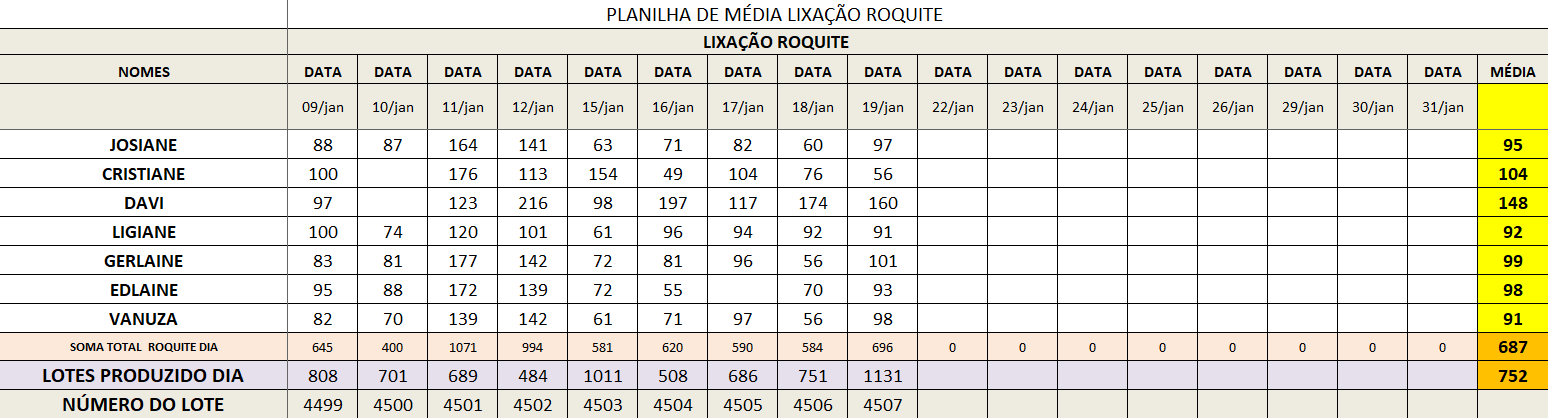 PLANILHA DE MÉDIA LIXAÇÃO ROQUITE
LIXAÇÃO ROQUITE
NOMES DATA DATA DATA DATA DATA DATA DATA DATA DATA DATA DATA DATA DATA DATA DATA DATA DATA MÉDIA
09/jan 10/jan 11/jan 12/jan 15/jan 16/jan 17/jan 18/jan 19/jan 22/jan 23/jan 24/jan 25/jan 26/jan 29/jan 30/jan 31/jan
JOSIANE 88 87 164 141 63 71 82 60 97 95
CRISTIANE 100 176 113 154 49 104 76 56 104
DAVI 97 123 216 98 197 117 174 160 148
LIGIANE 100 74 120 101 61 96 94 92 91 92
GERLAINE 83 81 177 142 72 81 96 56 101 99
EDLAINE 95 88 172 139 72 55 70 93 98
VANUZA 82 70 139 142 61 71 97 56 98 91
SOMA TOTAL ROQUITE DIA 645 400 1071 994 581 620 590 584 696 0 0 0 0 0 0 0 0 687
LOTES PRODUZIDO DIA 808 701 689 484 1011 508 686 751 1131 752
NÚMERO DO LOTE 4499 4500 4501 4502 4503 4504 4505 4506 4507